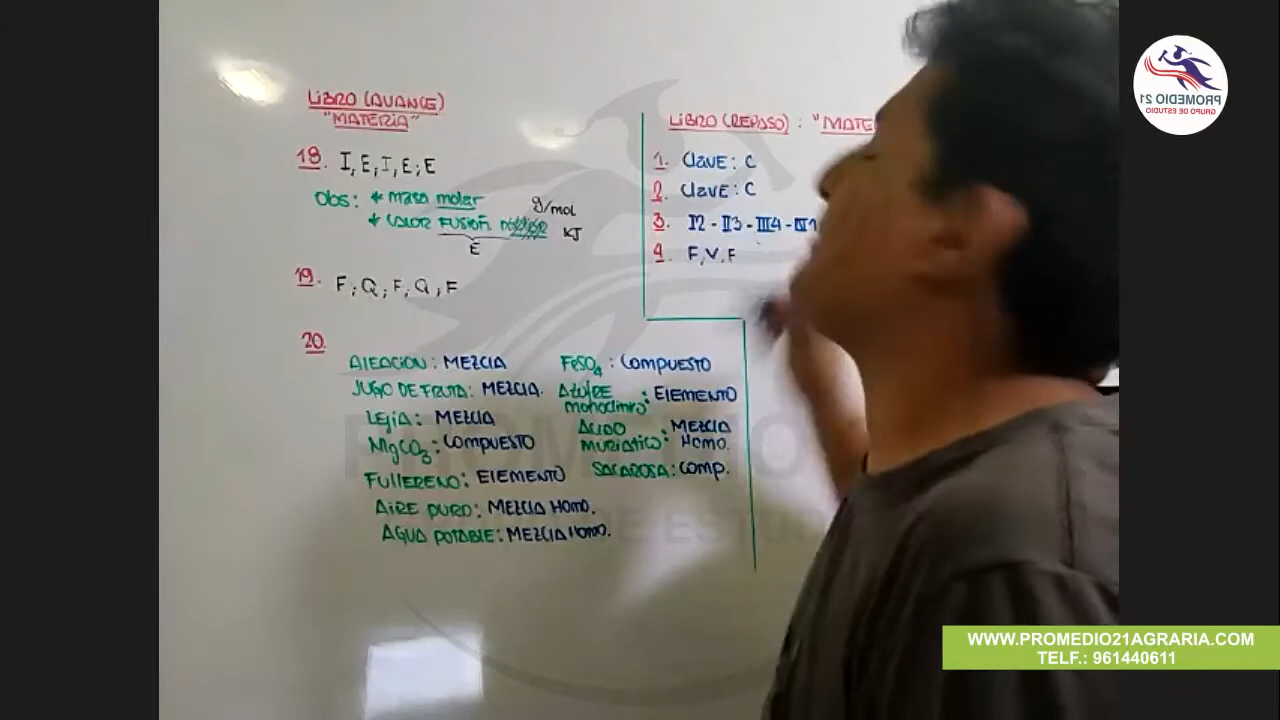 LIBRO (AVANCE)
"MATERIA"
18. I, E, I, E; E
Obs: * masa molar g/mol
* CALOR FUSIÓN KJ
E
19. F; Q; F, Q, F
20.
ALEACION: MEZCLA
JUGO DE FRUTA: MEZCLA.
LEJIA: MEZCLA
MgCO3: COMPUESTO
FULLERENO: ELEMENTO
AIRE PURO: MEZCLA HOMO.
AGUA POTABLE: MEZCLA HOMO.
FeSO4: COMPUESTO
AZUFRE
monoclinico: ELEMENTO
ÁCIDO
MURIÁTICO: MEZCLA
HOMO.
SACAROSA: COMP.
LIBRO (REPASO): "MATE
1. ClavE: C
2. ClavE: C
3. I2 - II3 - III4 - IV1
4. F, V, F
PROMEDIO 21
GRUPO DE ESTUDIO
WWW.PROMEDIO21AGRARIA.COM
TELF.: 961440611